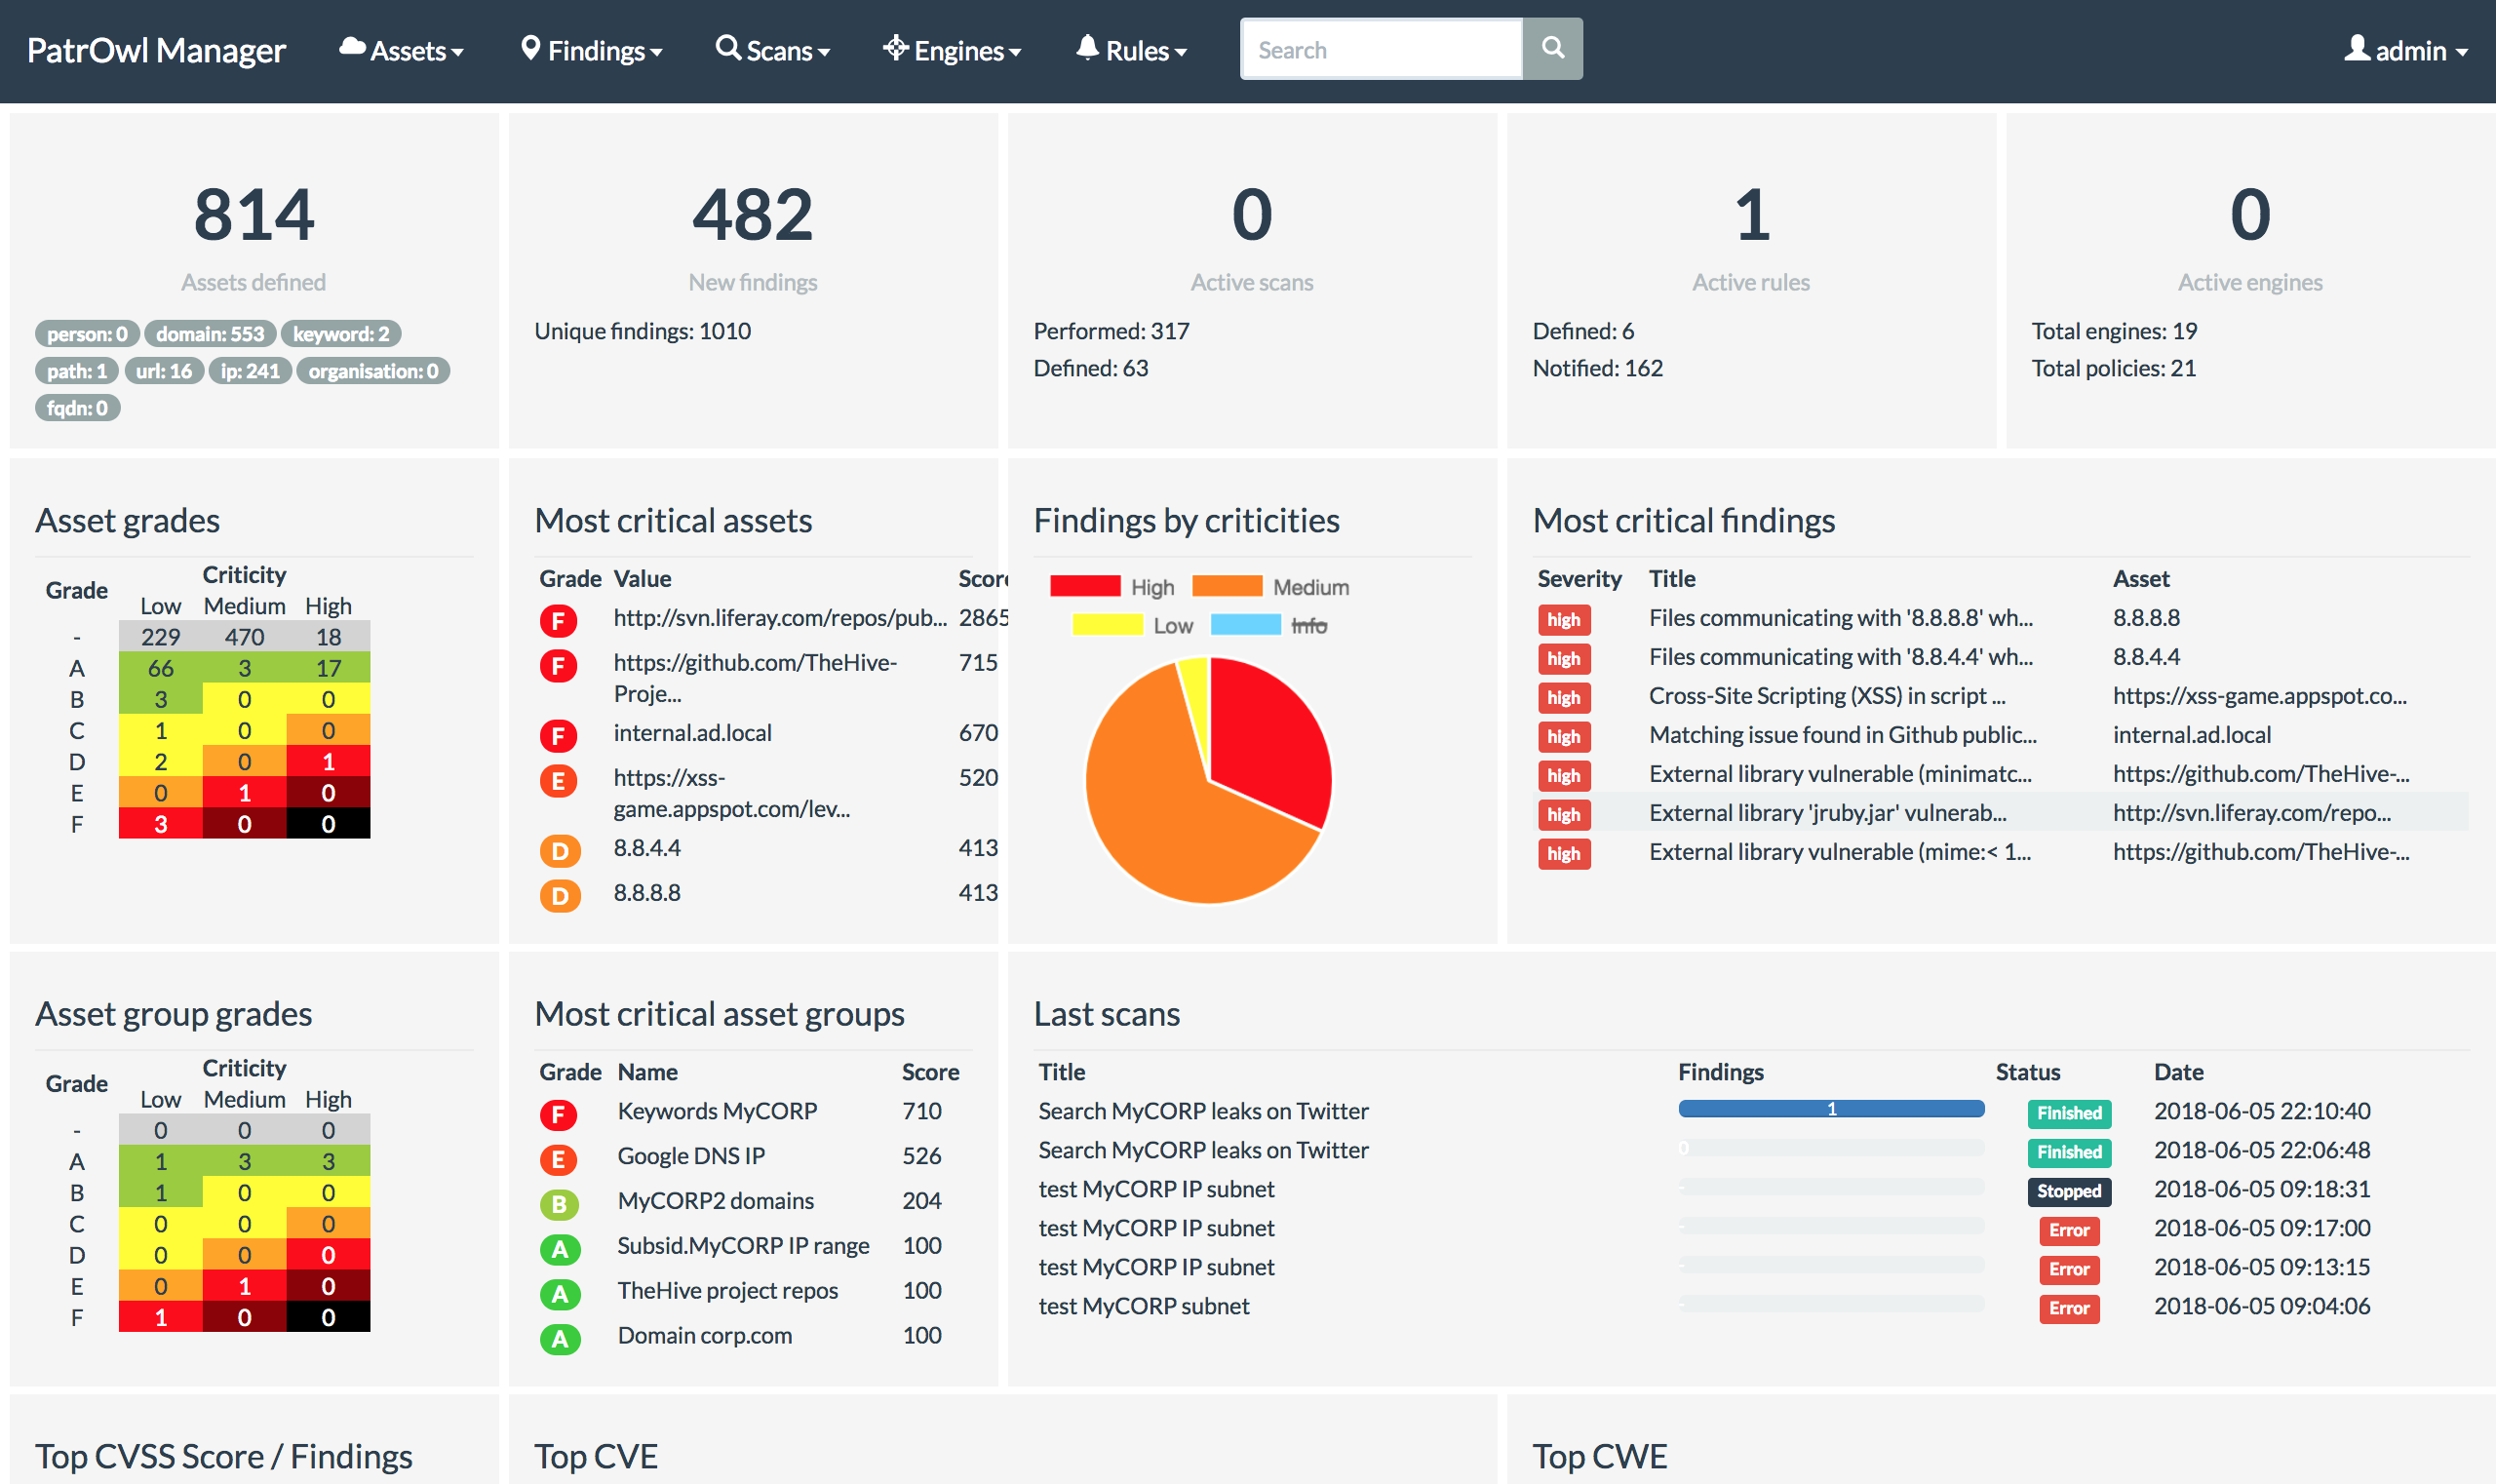 PatrOwl Manager Assets Findings Scans Engines Rules Search admin
814
Assets defined
person: 0 domain: 553 keyword: 2
path: 1 url: 16 ip: 241 organisation: 0
fqdn: 0
482
New findings
Unique findings: 1010
0
Active scans
Performed: 317
Defined: 63
1
Active rules
Defined: 6
Notified: 162
0
Active engines
Total engines: 19
Total policies: 21
Asset grades
Grade Criticity
Low Medium High
- 229 470 18
A 66 3 17
B 3 0 0
C 1 0 0
D 2 0 1
E 0 1 0
F 3 0 0
Most critical assets
Grade Value Score
F http://svn.liferay.com/repos/pub... 2865
F https://github.com/TheHive- 715
Proje...
F internal.ad.local 670
E https://xss- 520
game.appspot.com/lev...
D 8.8.4.4 413
D 8.8.8.8 413
Findings by criticities
High Medium
Low Info
Most critical findings
Severity Title Asset
high Files communicating with '8.8.8.8' wh... 8.8.8.8
high Files communicating with '8.8.4.4' wh... 8.8.4.4
high Cross-Site Scripting (XSS) in script ... https://xss-game.appspot.co...
high Matching issue found in Github public... internal.ad.local
high External library vulnerable (minimatc... https://github.com/TheHive-...
high External library 'jruby.jar' vulnerab... http://svn.liferay.com/repo...
high External library vulnerable (mime:< 1... https://github.com/TheHive-...
Asset group grades
Grade Criticity
Low Medium High
- 0 0 0
A 1 3 3
B 1 0 0
C 0 0 0
D 0 0 0
E 0 1 0
F 1 0 0
Most critical asset groups
Grade Name Score
F Keywords MyCORP 710
E Google DNS IP 526
B MyCORP2 domains 204
A Subsid.MyCORP IP range 100
A TheHive project repos 100
A Domain corp.com 100
Last scans
Title Findings Status Date
Search MyCORP leaks on Twitter 1 Finished 2018-06-05 22:10:40
Search MyCORP leaks on Twitter 0 Finished 2018-06-05 22:06:48
test MyCORP IP subnet - Stopped 2018-06-05 09:18:31
test MyCORP IP subnet - Error 2018-06-05 09:17:00
test MyCORP IP subnet - Error 2018-06-05 09:13:15
test MyCORP subnet - Error 2018-06-05 09:04:06
Top CVSS Score / Findings
Top CVE
Top CWE